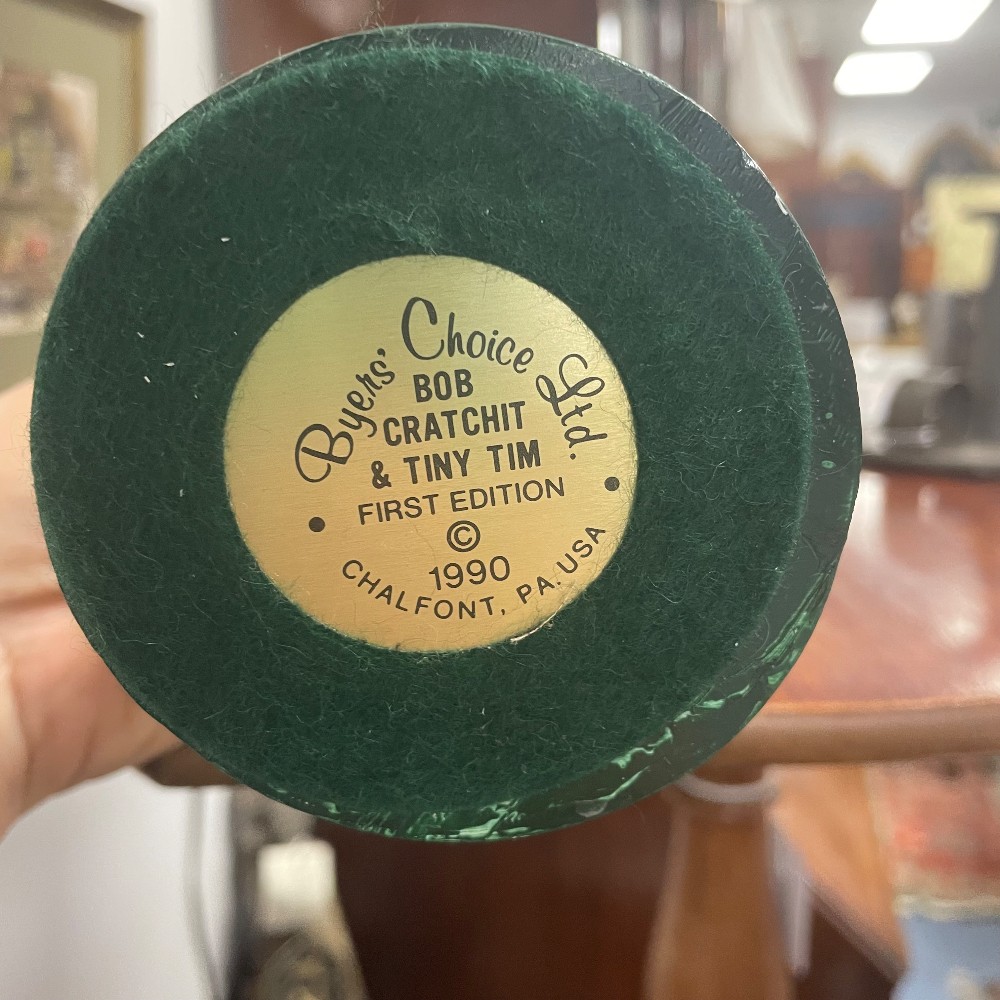 Byers' Choice Ltd.
BOB
CRATCHIT
& TINY TIM
FIRST EDITION
©
1990
CHALFONT, PA. USA